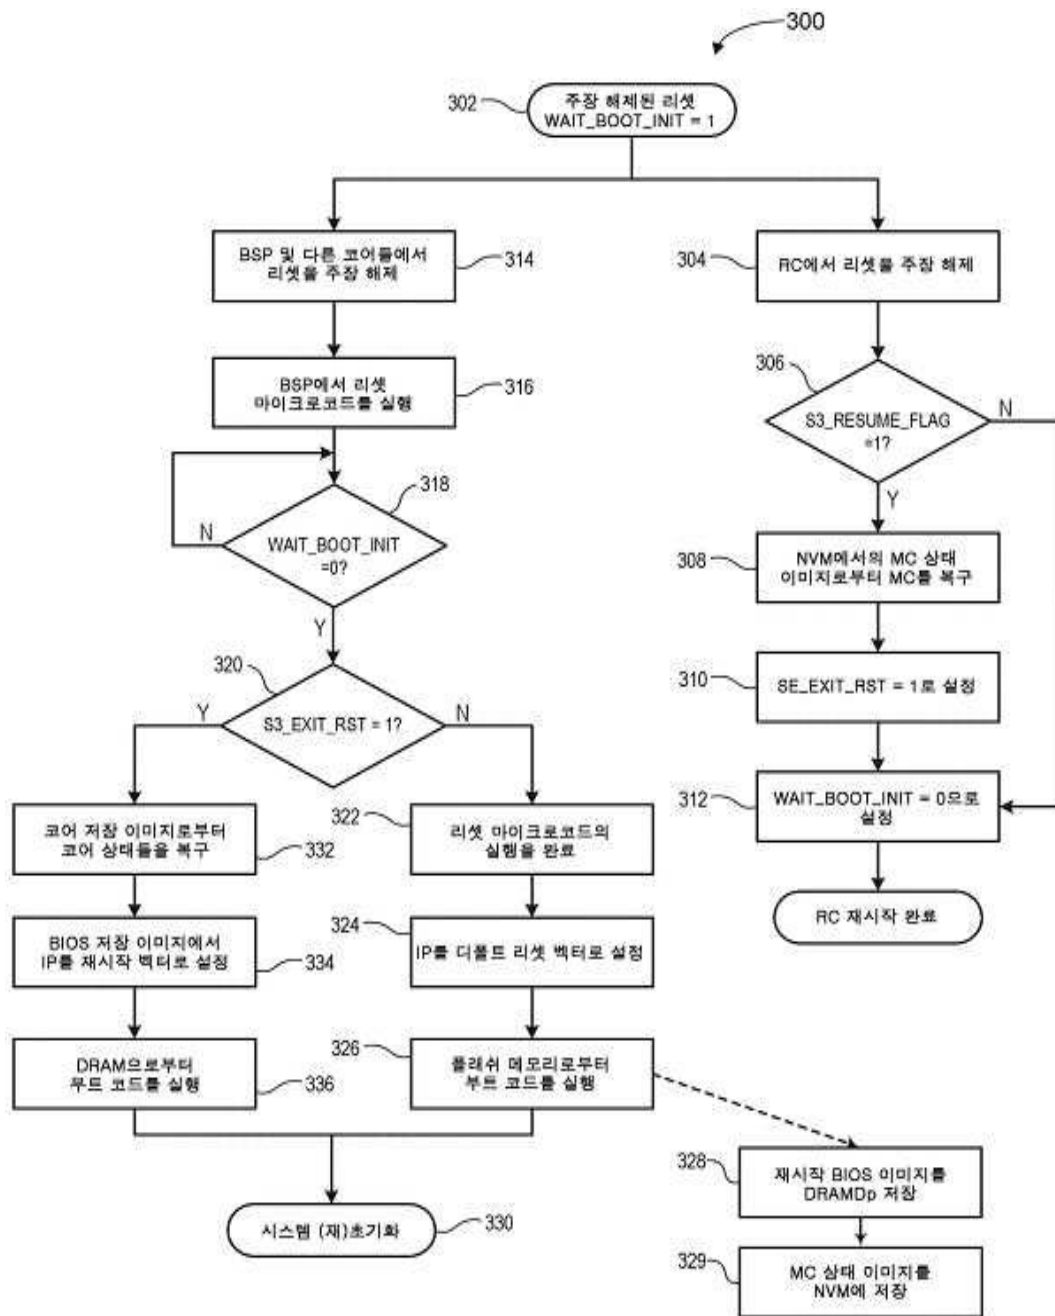 300
302
주장 해제된 리셋
WAIT_BOOT_INIT = 1
BSP 및 다른 코어들에서
리셋을 주장 해제
314
304
RC에서 리셋을 주장 해제
BSP에서 리셋
마이크로코드를 실행
316
306
S3_RESUME_FLAG
=1?
N
Y
318
WAIT_BOOT_INIT
=0?
N
Y
308
NVM에서의 MC 상태
이미지로부터 MC를 복구
320
S3_EXIT_RST = 1?
Y
N
310
SE_EXIT_RST = 1로 설정
312
WAIT_BOOT_INIT = 0으로
설정
코어 저장 이미지로부터
코어 상태들을 복구
332
322
리셋 마이크로코드의
실행을 완료
RC 재시작 완료
BIOS 저장 이미지에서
IP를 재시작 벡터로 설정
334
324
IP를 디폴트 리셋 벡터로 설정
DRAM으로부터
부트 코드를 실행
336
326
플래쉬 메모리로부터
부트 코드를 실행
328
재시작 BIOS 이미지를
DRAMDp 저장
시스템 (재)초기화
330
329
MC 상태 이미지를
NVM에 저장